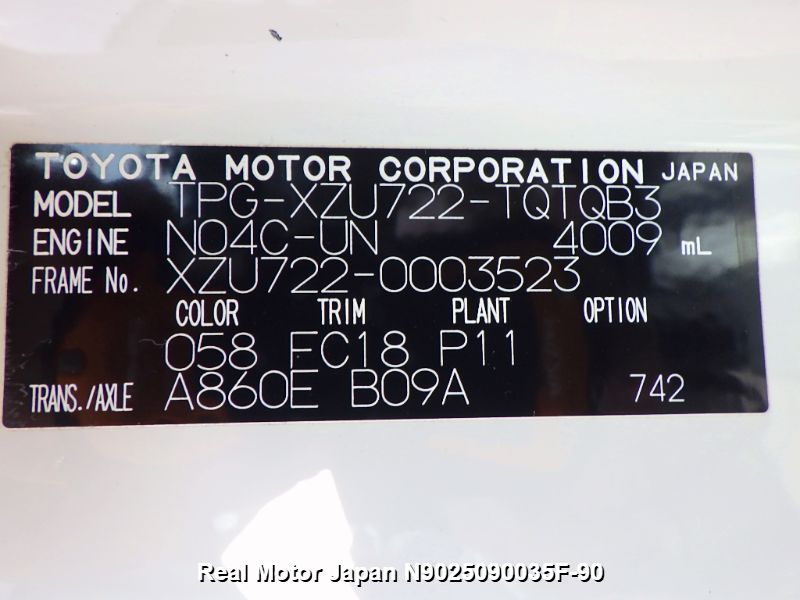 TOYOTA MOTOR CORPORATION JAPAN
MODEL TPG-XZU722-TQTQB3
ENGINE N04C-UN 4009 mL
FRAME No. XZU722-0003523
COLOR TRIM PLANT OPTION
058 FC18 P11
TRANS./AXLE A860E B09A 742
Real Motor Japan N9025090035F-90